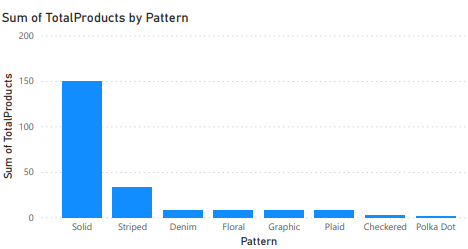 Sum of TotalProducts by Pattern
200
150
100
50
0
Sum of TotalProducts
Solid Striped Denim Floral Graphic Plaid Checkered Polka Dot
Pattern